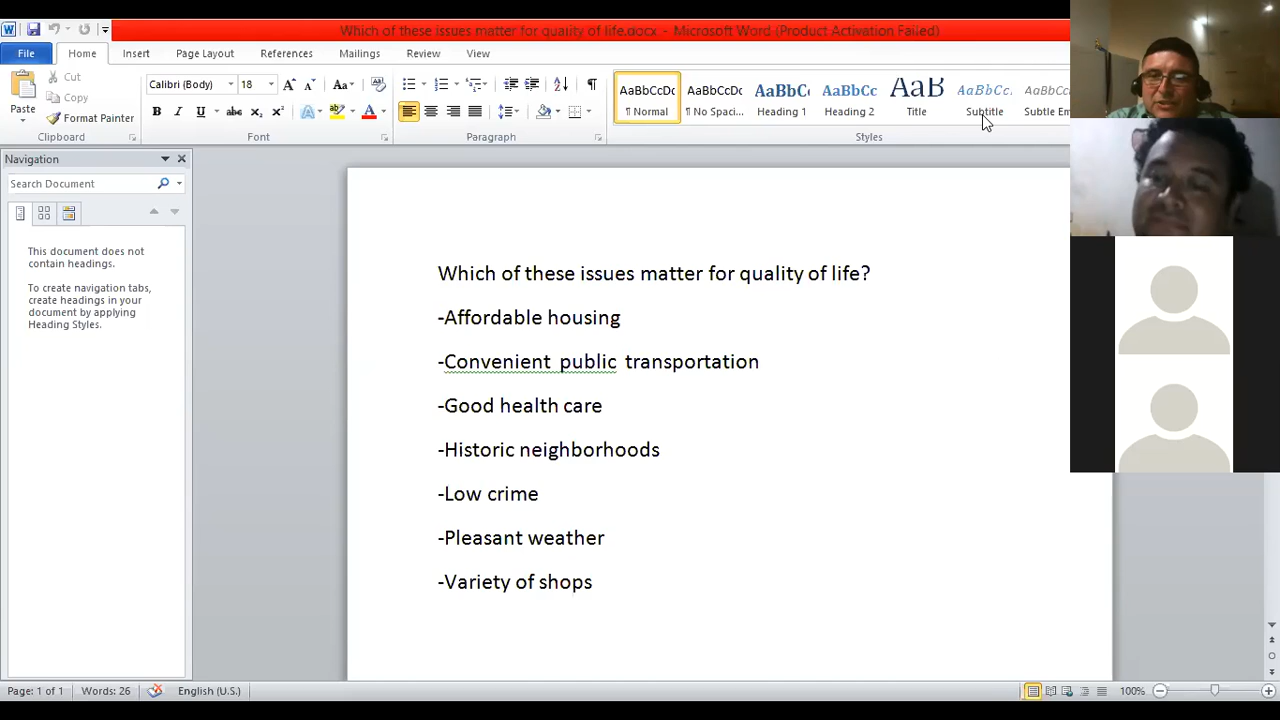 Which of these issues matter for quality of life.docx - Microsoft Word (Product Activation Failed)
File Home Insert Page Layout References Mailings Review View
Paste
Cut
Copy
Format Painter
Clipboard
Calibri (Body) 18
Font
Paragraph
AaBbCcDc AaBbCcDc AaBbC AaBbCc AaB AaBbCc. AaBbCc
¶ Normal ¶ No Spaci... Heading 1 Heading 2 Title Subtitle Subtle Em
Styles
Navigation
Search Document
This document does not
contain headings.
To create navigation tabs,
create headings in your
document by applying
Heading Styles.
Which of these issues matter for quality of life?
-Affordable housing
-Convenient public transportation
-Good health care
-Historic neighborhoods
-Low crime
-Pleasant weather
-Variety of shops
Page: 1 of 1 Words: 26 English (U.S.) 100%